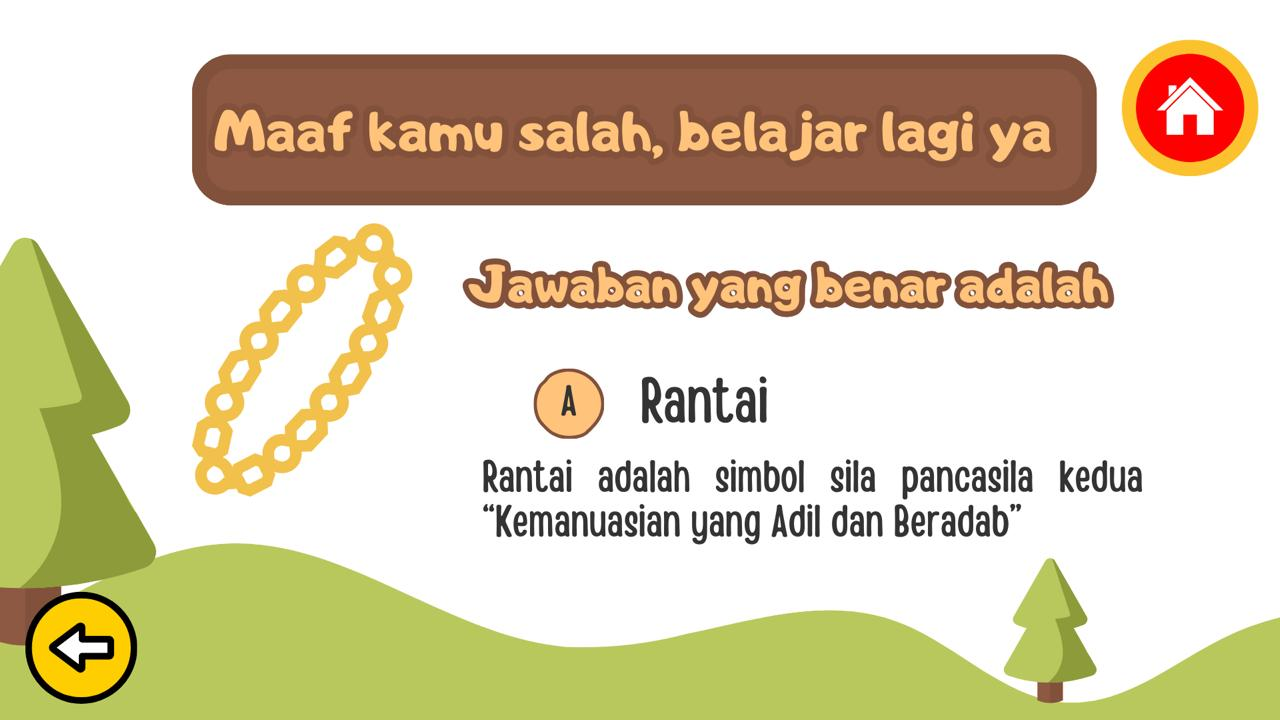 Maaf kamu salah, belajar lagi ya
Jawaban yang benar adalah
A Rantai
Rantai adalah simbol sila pancasila kedua
“Kemanuasian yang Adil dan Beradab”